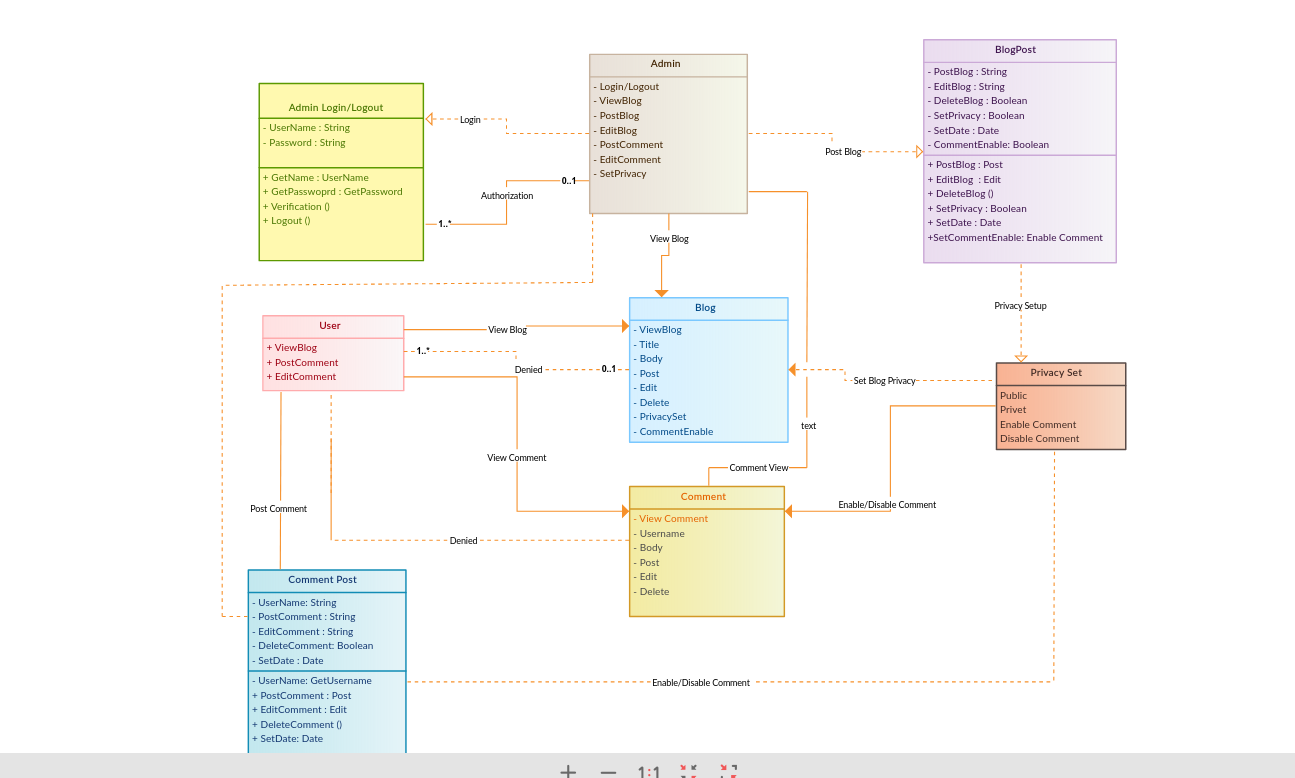 Admin Login/Logout
- UserName : String
- Password : String
+ GetName : UserName
+ GetPasswoprd : GetPassword
+ Verification ()
+ Logout ()
Login
Authorization
0..1
1..*
Admin
- Login/Logout
- ViewBlog
- PostBlog
- EditBlog
- PostComment
- EditComment
- SetPrivacy
Post Blog
BlogPost
- PostBlog : String
- EditBlog : String
- DeleteBlog : Boolean
- SetPrivacy : Boolean
- SetDate : Date
- CommentEnable: Boolean
+ PostBlog : Post
+ EditBlog : Edit
+ DeleteBlog ()
+ SetPrivacy : Boolean
+ SetDate : Date
+SetCommentEnable: Enable Comment
View Blog
Privacy Setup
User
+ ViewBlog
+ PostComment
+ EditComment
View Blog
1..*
Denied
0..1
Blog
- ViewBlog
- Title
- Body
- Post
- Edit
- Delete
- PrivacySet
- CommentEnable
Set Blog Privacy
Privacy Set
Public
Privet
Enable Comment
Disable Comment
text
View Comment
Comment View
Post Comment
Enable/Disable Comment
Denied
Comment
- View Comment
- Username
- Body
- Post
- Edit
- Delete
Comment Post
- UserName: String
- PostComment : String
- EditComment : String
- DeleteComment: Boolean
- SetDate : Date
- UserName: GetUsername
+ PostComment : Post
+ EditComment : Edit
+ DeleteComment ()
+ SetDate: Date
Enable/Disable Comment
1:1